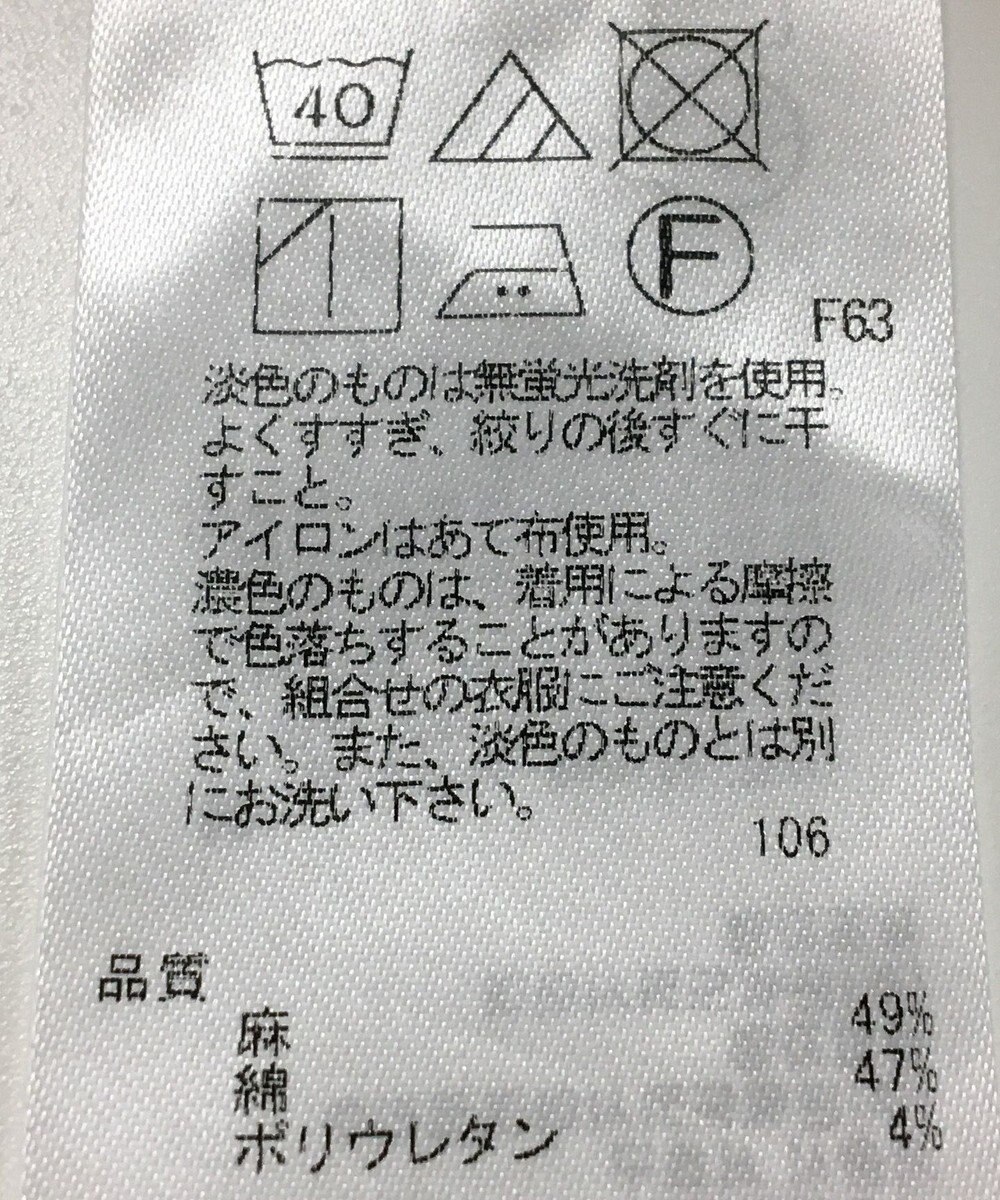 40
F
F63
淡色のものは無蛍光洗剤を使用。
よくすすぎ、絞りの後すぐに干
すこと。
アイロンはあて布使用。
濃色のものは、着用による摩擦
で色落ちすることがありますの
で、組合せの衣服にご注意くだ
さい。また、淡色のものとは別
にお洗い下さい。
106
品質
麻 49%
綿 47%
ポリウレタン 4%